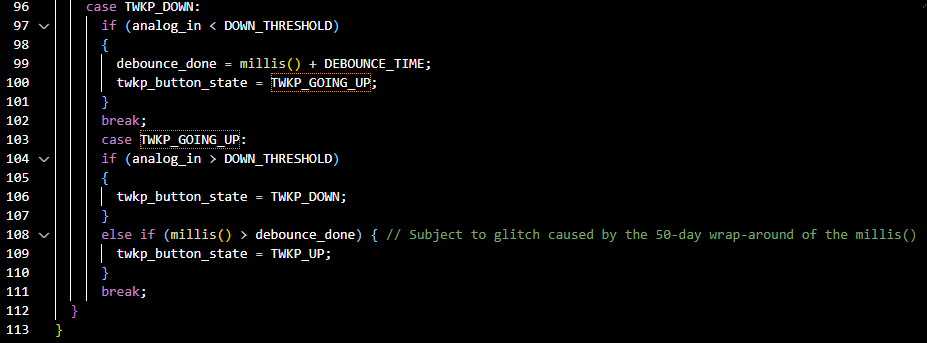 96 case TWKP_DOWN:
97 if (analog_in < DOWN_THRESHOLD)
98 {
99 debounce_done = millis() + DEBOUNCE_TIME;
100 twkp_button_state = TWKP_GOING_UP;
101 }
102 break;
103 case TWKP_GOING_UP:
104 if (analog_in > DOWN_THRESHOLD)
105 {
106 twkp_button_state = TWKP_DOWN;
107 }
108 else if (millis() > debounce_done) { // Subject to glitch caused by the 50-day wrap-around of the millis()
109 twkp_button_state = TWKP_UP;
110 }
111 break;
112 }
113 }